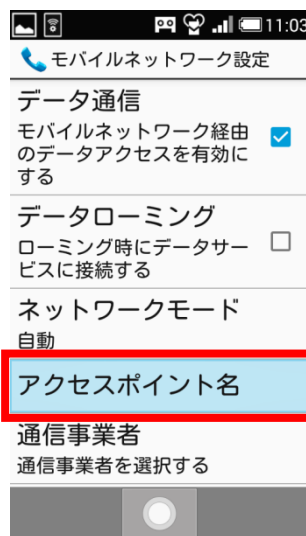 11:03
モバイルネットワーク設定
データ通信
モバイルネットワーク経由
のデータアクセスを有効に
する
データローミング
ローミング時にデータサー
ビスに接続する
ネットワークモード
自動
アクセスポイント名
通信事業者
通信事業者を選択する